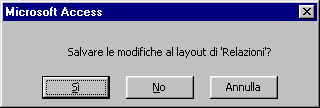 Microsoft Access
Salvare le modifiche al layout di 'Relazioni'?
Sì No Annulla